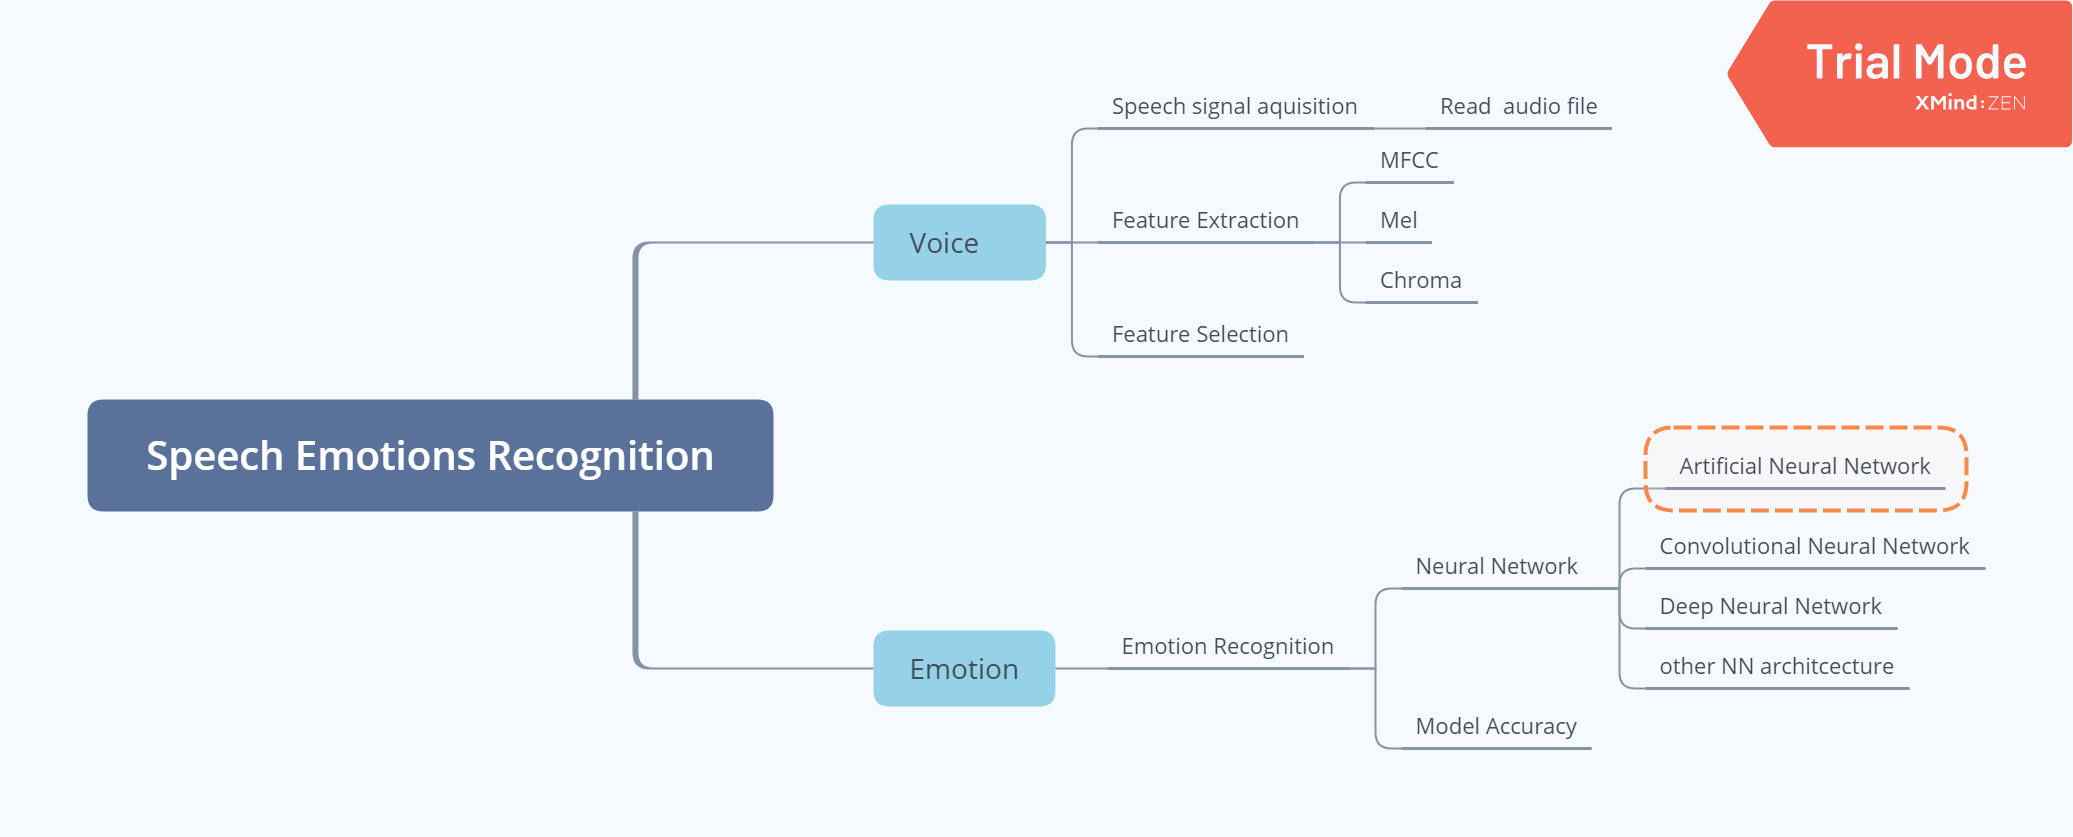 Trial Mode
XMind:ZEN
Speech signal aquisition
Read  audio file
MFCC
Feature Extraction
Mel
Voice
Chroma
Feature Selection
Speech Emotions Recognition
Artificial Neural Network
Convolutional Neural Network
Neural Network
Deep Neural Network
Emotion Recognition
Emotion
other NN architcecture
Model Accuracy